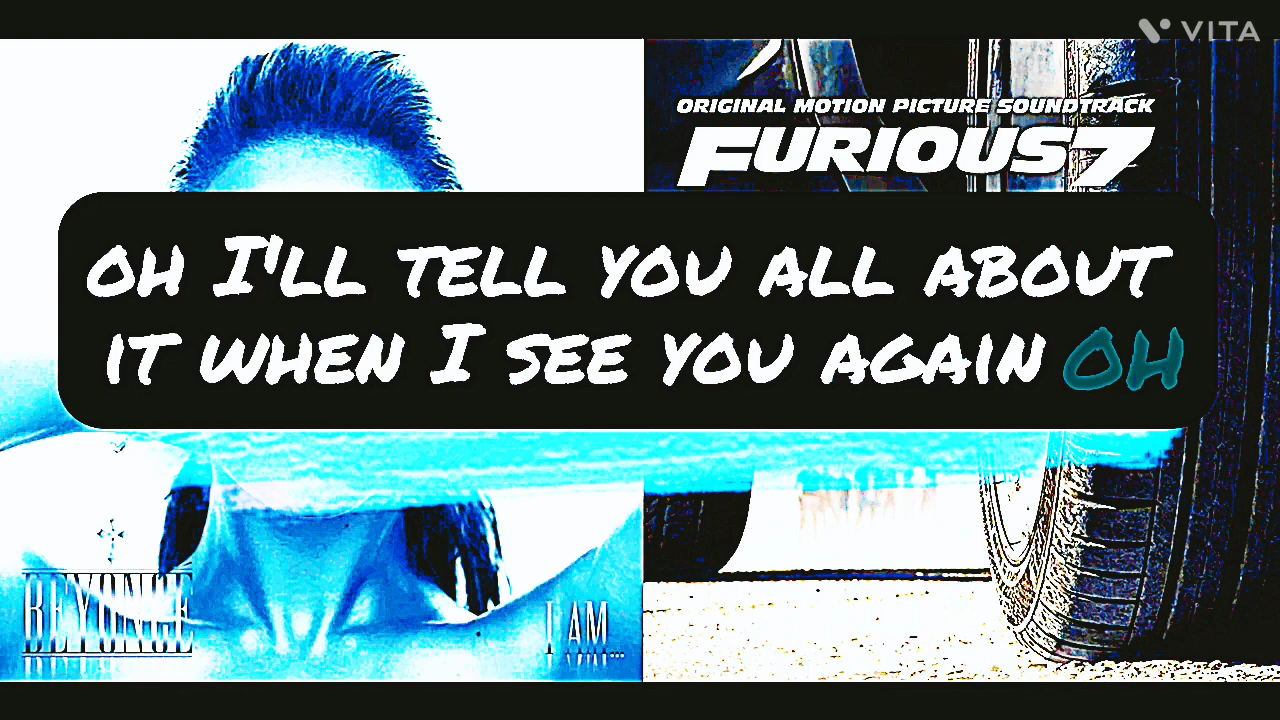 VITA
ORIGINAL MOTION PICTURE SOUNDTRACK
FURIOUS 7
OH I'LL TELL YOU ALL ABOUT
IT WHEN I SEE YOU AGAIN OH
BEYONCE
I AM...